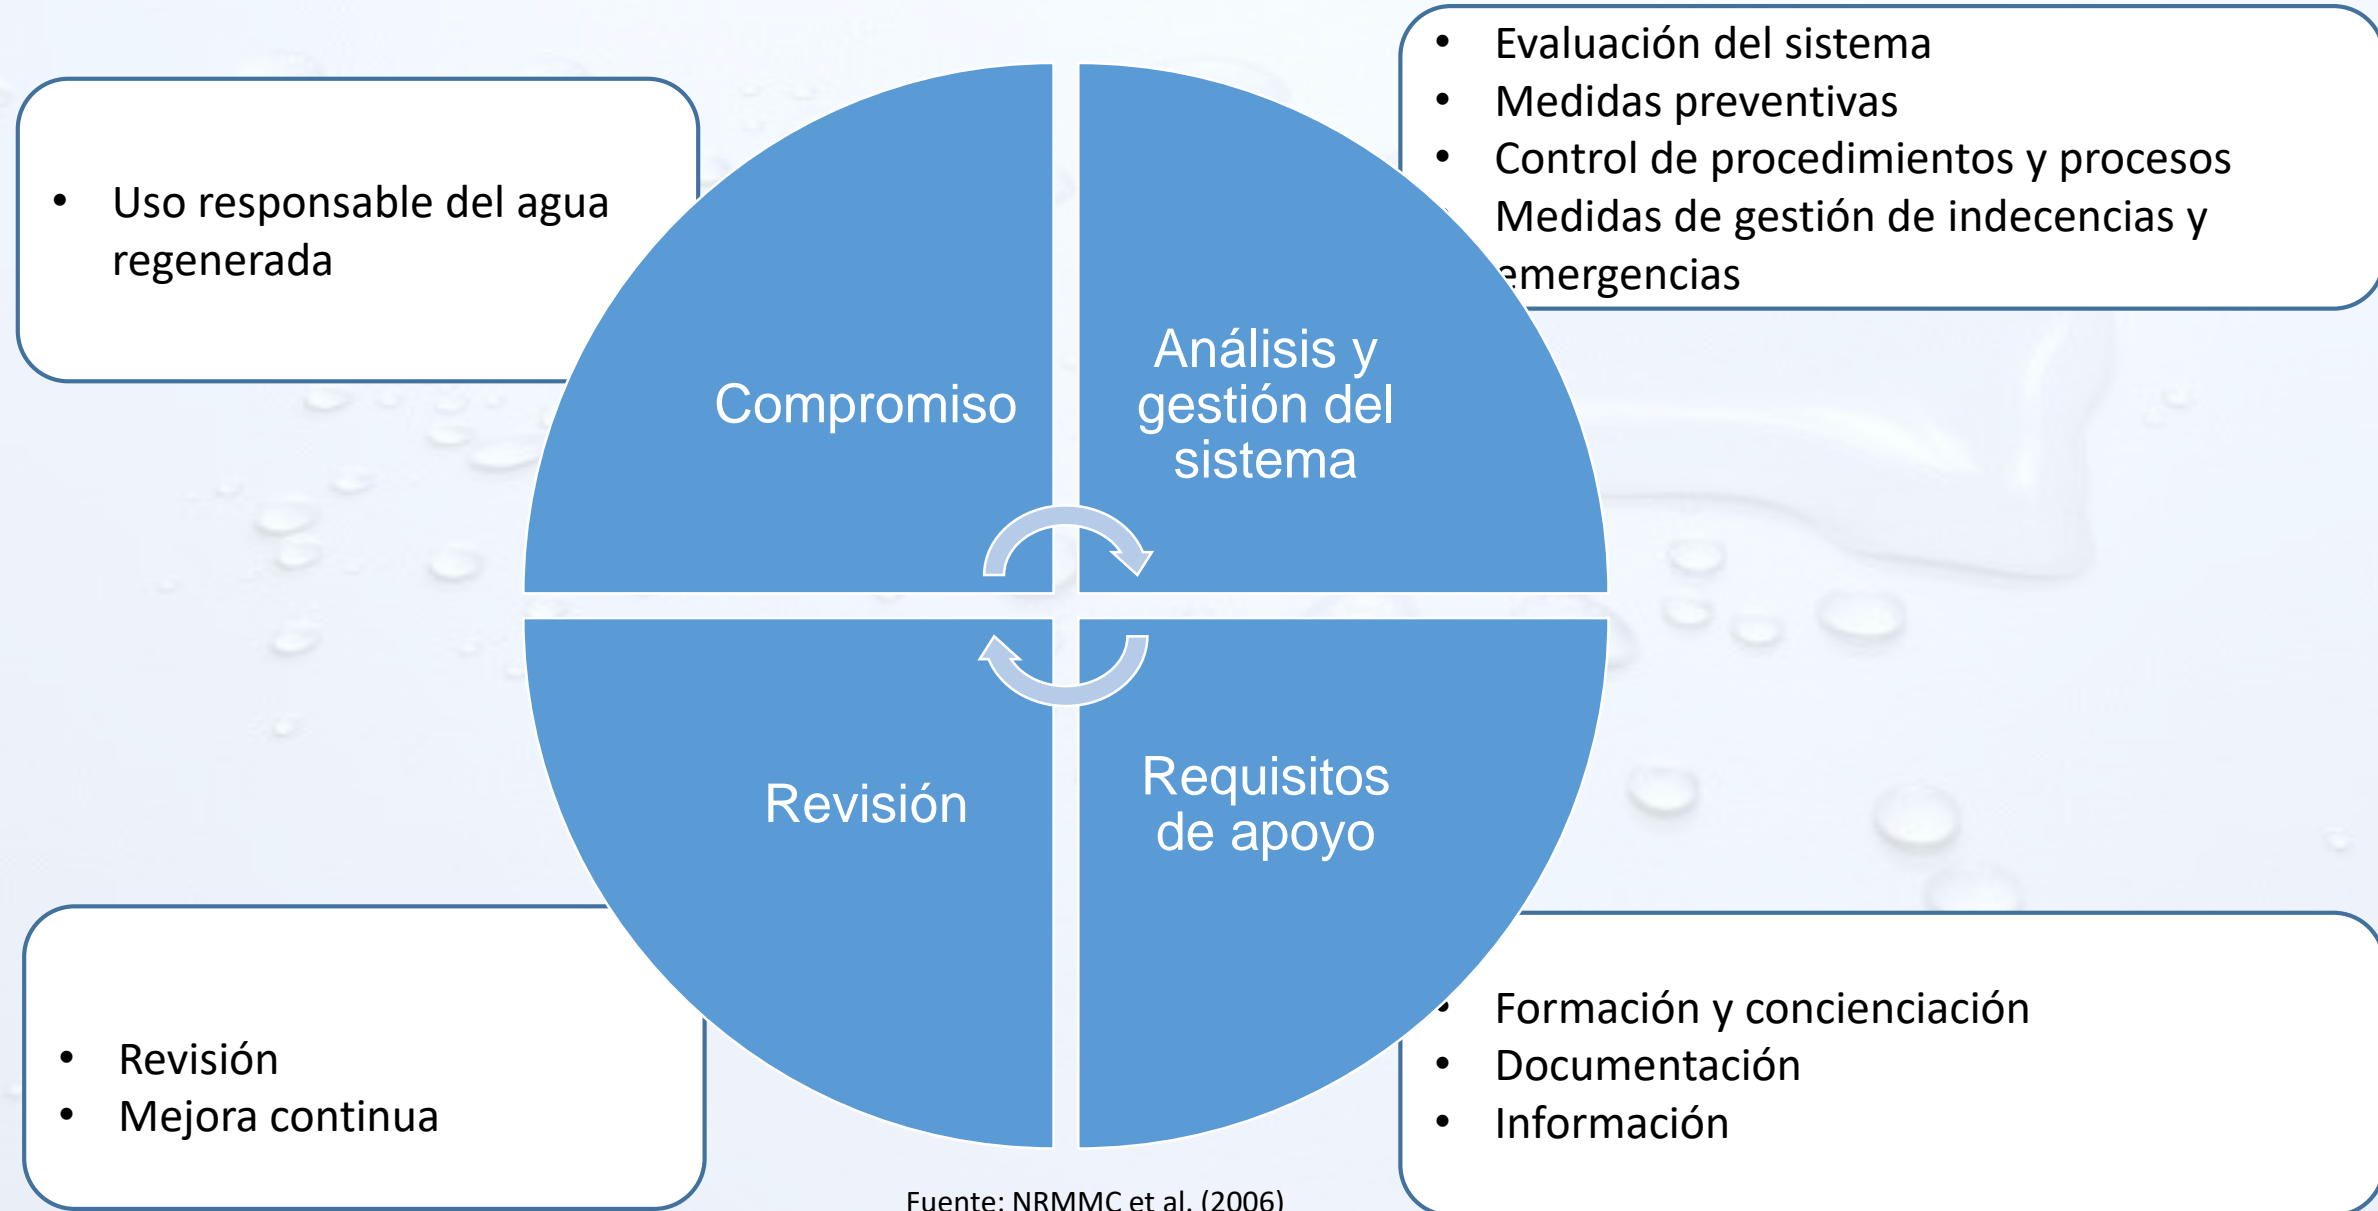 • Uso responsable del agua
regenerada
• Evaluación del sistema
• Medidas preventivas
• Control de procedimientos y procesos
• Medidas de gestión de indecencias y
emergencias
Compromiso
Análisis y
gestión del
sistema
Revisión
Requisitos
de apoyo
• Revisión
• Mejora continua
• Formación y concienciación
• Documentación
• Información
Fuente: NRMMC et al. (2006)